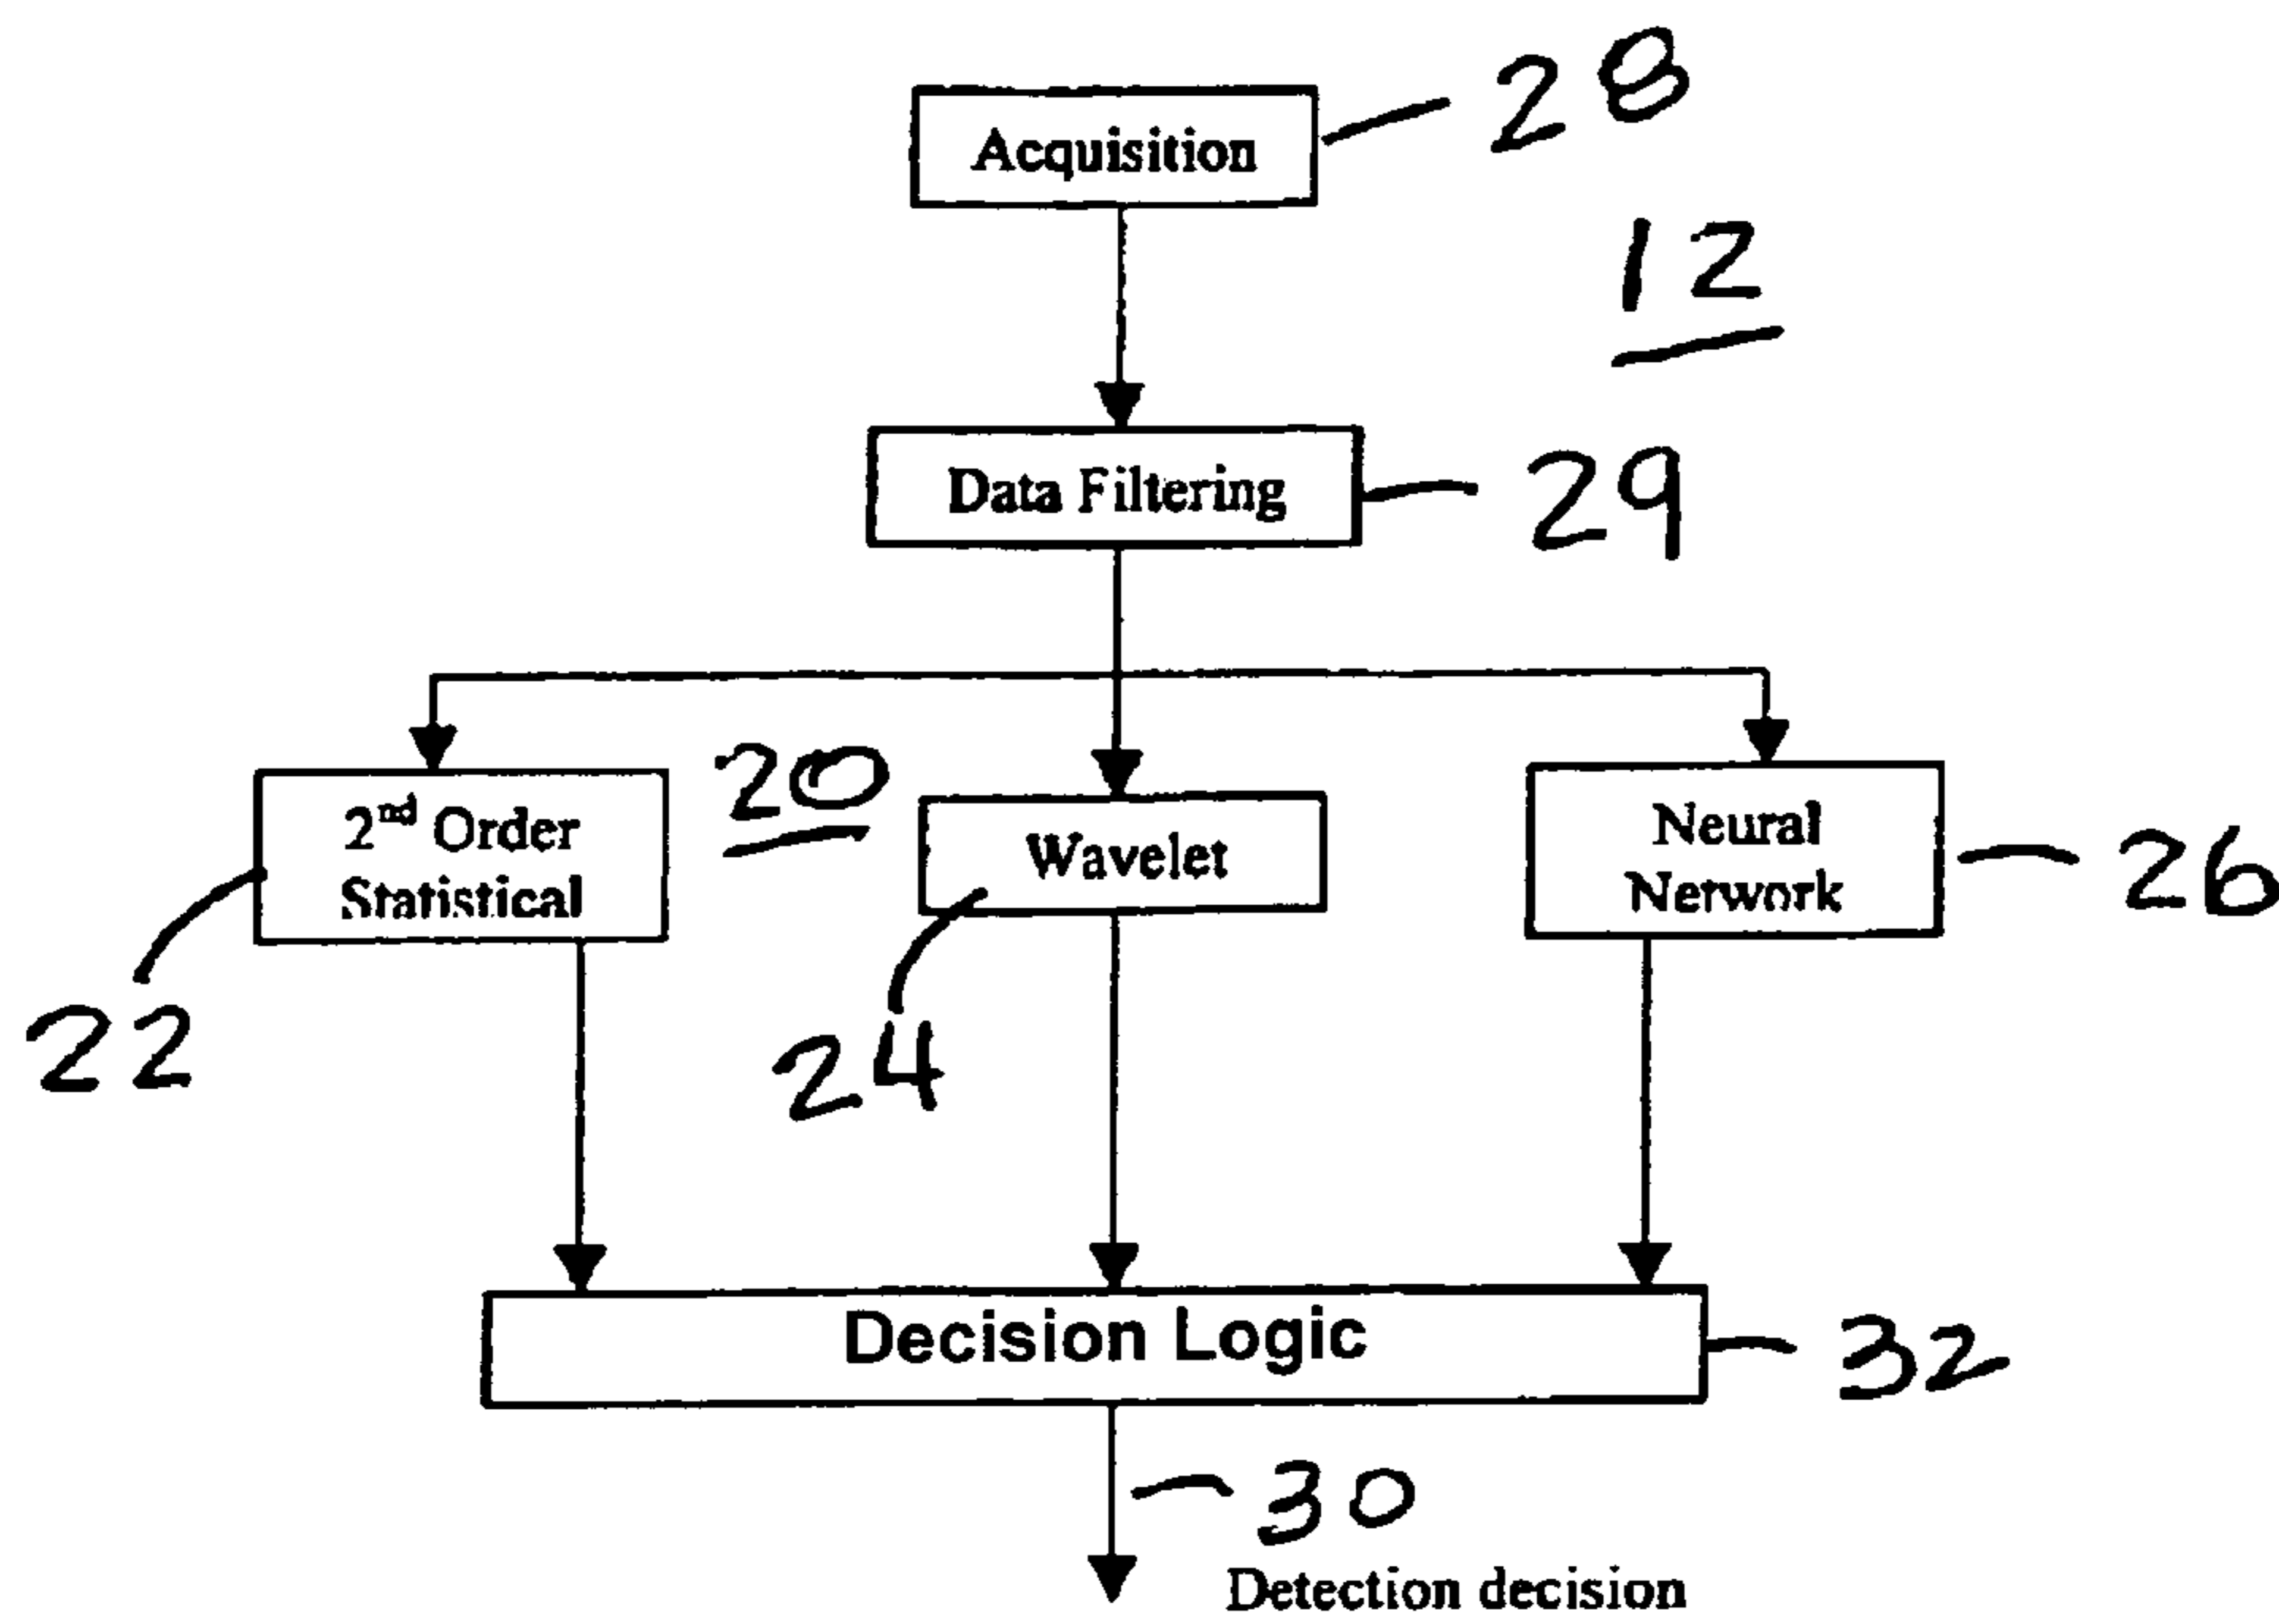 Acquisition
28
12
Data Filtering
29
2nd Order
Statistical
22
20
Wavelet
24
Neural
Network
26
Decision Logic
32
30
Detection decision